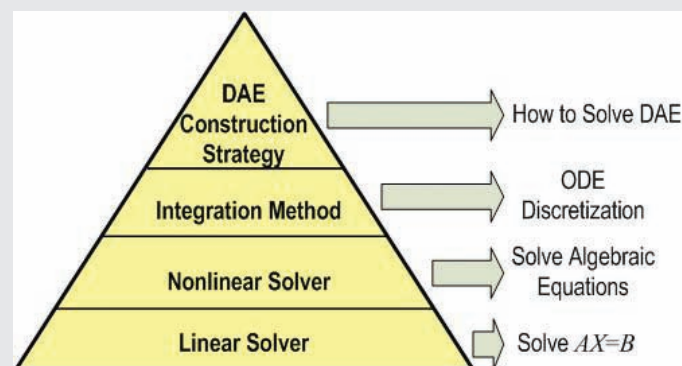 DAE
Construction
Strategy
How to Solve DAE
Integration Method
ODE
Discretization
Nonlinear Solver
Solve Algebraic
Equations
Linear Solver
Solve AX=B